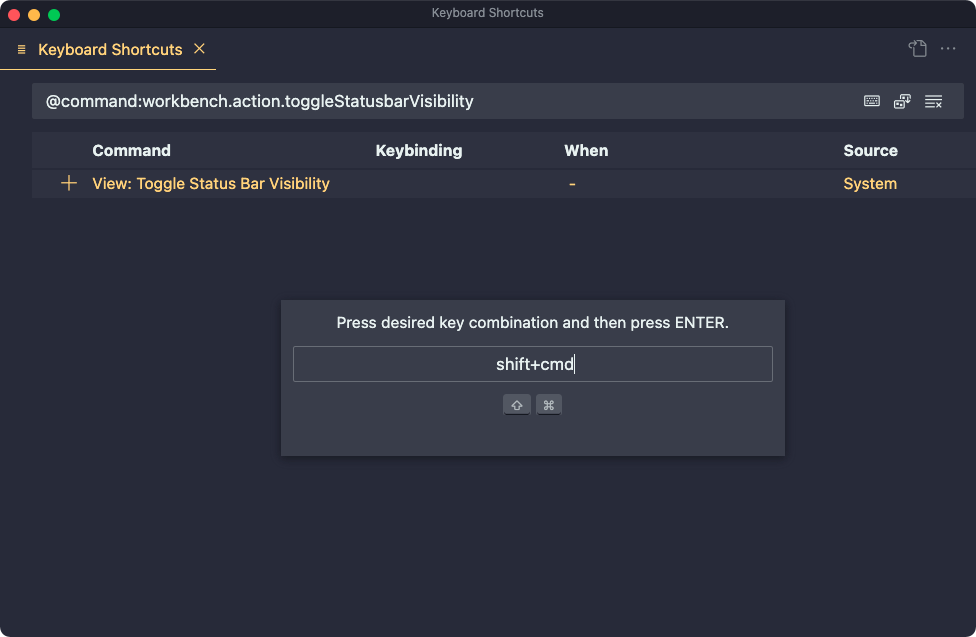 Keyboard Shortcuts
Keyboard Shortcuts
@command:workbench.action.toggleStatusbarVisibility
Command Keybinding When Source
View: Toggle Status Bar Visibility - System
Press desired key combination and then press ENTER.
shift+cmd
⇧ ⌘